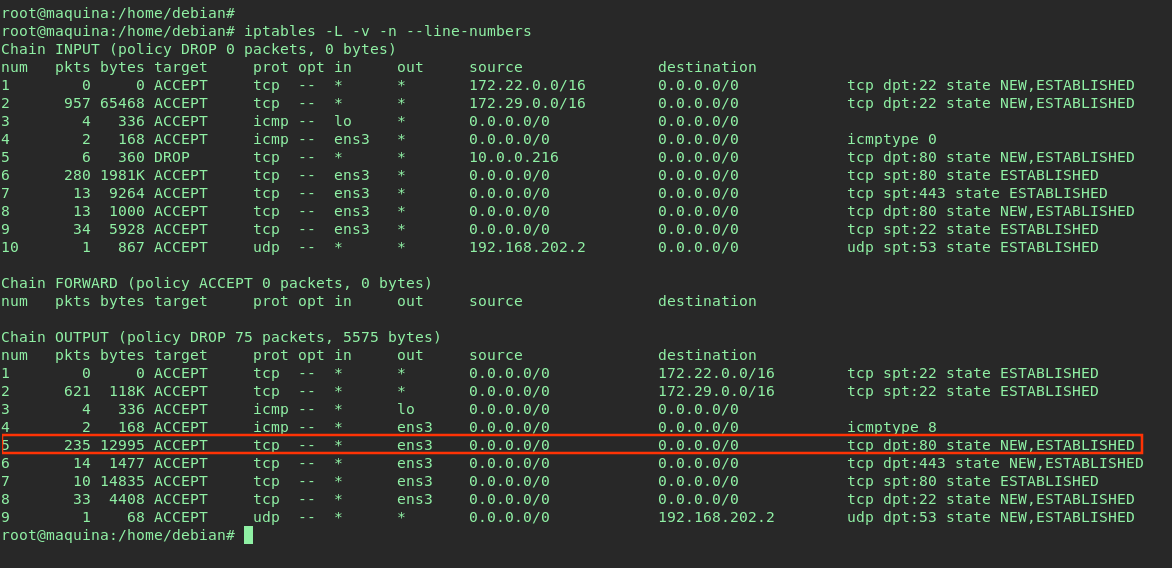 root@maquina:/home/debian#
root@maquina:/home/debian# iptables -L -v -n --line-numbers
Chain INPUT (policy DROP 0 packets, 0 bytes)
num   pkts bytes target     prot opt in     out     source               destination
1        0     0 ACCEPT     tcp  --  *      *       172.22.0.0/16        0.0.0.0/0            tcp dpt:22 state NEW,ESTABLISHED
2      957 65468 ACCEPT     tcp  --  *      *       172.29.0.0/16        0.0.0.0/0            tcp dpt:22 state NEW,ESTABLISHED
3        4   336 ACCEPT     icmp --  lo     *       0.0.0.0/0            0.0.0.0/0
4        2   168 ACCEPT     icmp --  ens3   *       0.0.0.0/0            0.0.0.0/0            icmptype 0
5        6   360 DROP       tcp  --  *      *       10.0.0.216           0.0.0.0/0            tcp dpt:80 state NEW,ESTABLISHED
6      280 1981K ACCEPT     tcp  --  ens3   *       0.0.0.0/0            0.0.0.0/0            tcp spt:80 state ESTABLISHED
7       13  9264 ACCEPT     tcp  --  ens3   *       0.0.0.0/0            0.0.0.0/0            tcp spt:443 state ESTABLISHED
8       13  1000 ACCEPT     tcp  --  ens3   *       0.0.0.0/0            0.0.0.0/0            tcp dpt:80 state NEW,ESTABLISHED
9       34  5928 ACCEPT     tcp  --  ens3   *       0.0.0.0/0            0.0.0.0/0            tcp spt:22 state ESTABLISHED
10       1   867 ACCEPT     udp  --  *      *       192.168.202.2        0.0.0.0/0            udp spt:53 state ESTABLISHED

Chain FORWARD (policy ACCEPT 0 packets, 0 bytes)
num   pkts bytes target     prot opt in     out     source               destination

Chain OUTPUT (policy DROP 75 packets, 5575 bytes)
num   pkts bytes target     prot opt in     out     source               destination
1        0     0 ACCEPT     tcp  --  *      *       0.0.0.0/0            172.22.0.0/16        tcp spt:22 state ESTABLISHED
2      621  118K ACCEPT     tcp  --  *      *       0.0.0.0/0            172.29.0.0/16        tcp spt:22 state ESTABLISHED
3        4   336 ACCEPT     icmp --  *      lo      0.0.0.0/0            0.0.0.0/0
4        2   168 ACCEPT     icmp --  *      ens3    0.0.0.0/0            0.0.0.0/0            icmptype 8
5      235 12995 ACCEPT     tcp  --  *      ens3    0.0.0.0/0            0.0.0.0/0            tcp dpt:80 state NEW,ESTABLISHED
6       14  1477 ACCEPT     tcp  --  *      ens3    0.0.0.0/0            0.0.0.0/0            tcp dpt:443 state NEW,ESTABLISHED
7       10 14835 ACCEPT     tcp  --  *      ens3    0.0.0.0/0            0.0.0.0/0            tcp spt:80 state ESTABLISHED
8       33  4408 ACCEPT     tcp  --  *      ens3    0.0.0.0/0            0.0.0.0/0            tcp dpt:22 state NEW,ESTABLISHED
9        1    68 ACCEPT     udp  --  *      *       0.0.0.0/0            192.168.202.2        udp dpt:53 state NEW,ESTABLISHED
root@maquina:/home/debian#